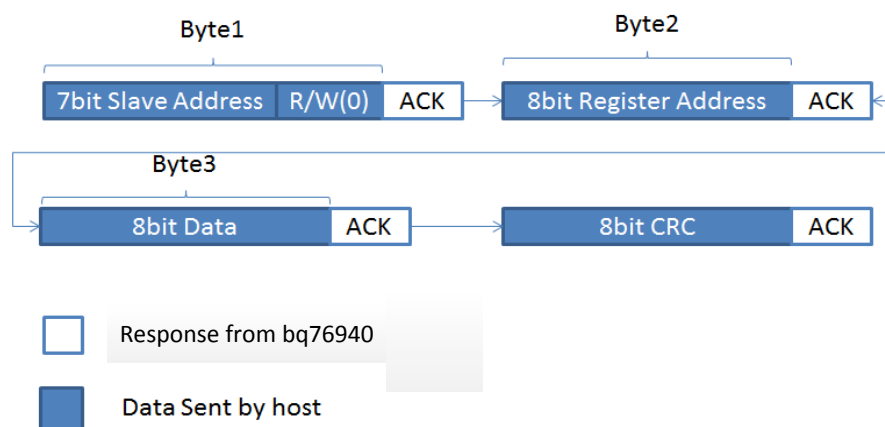 Byte1
Byte2
7bit Slave Address R/W(0) ACK
8bit Register Address ACK
Byte3
8bit Data ACK
8bit CRC ACK
Response from bq76940
Data Sent by host